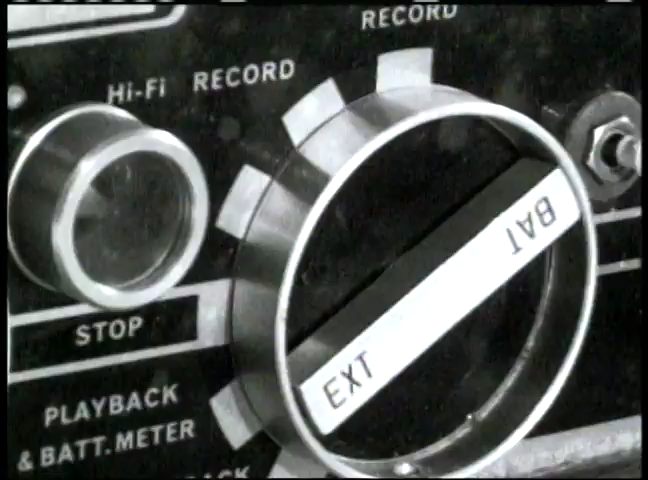 RECORD
Hi-Fi RECORD
BAT
EXT
STOP
PLAYBACK
& BATT. METER